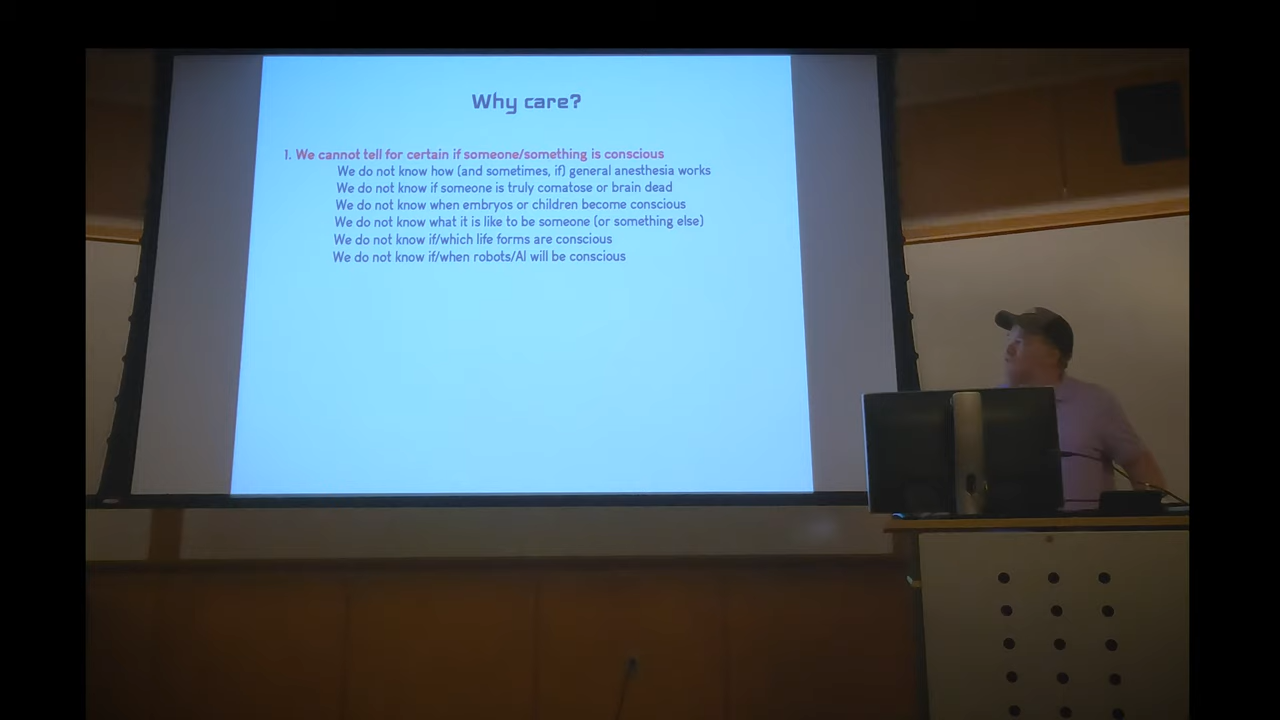 Why care?
1. We cannot tell for certain if someone/something is conscious
We do not know how (and sometimes, if) general anesthesia works
We do not know if someone is truly comatose or brain dead
We do not know when embryos or children become conscious
We do not know what it is like to be someone (or something else)
We do not know if/which life forms are conscious
We do not know if/when robots/AI will be conscious